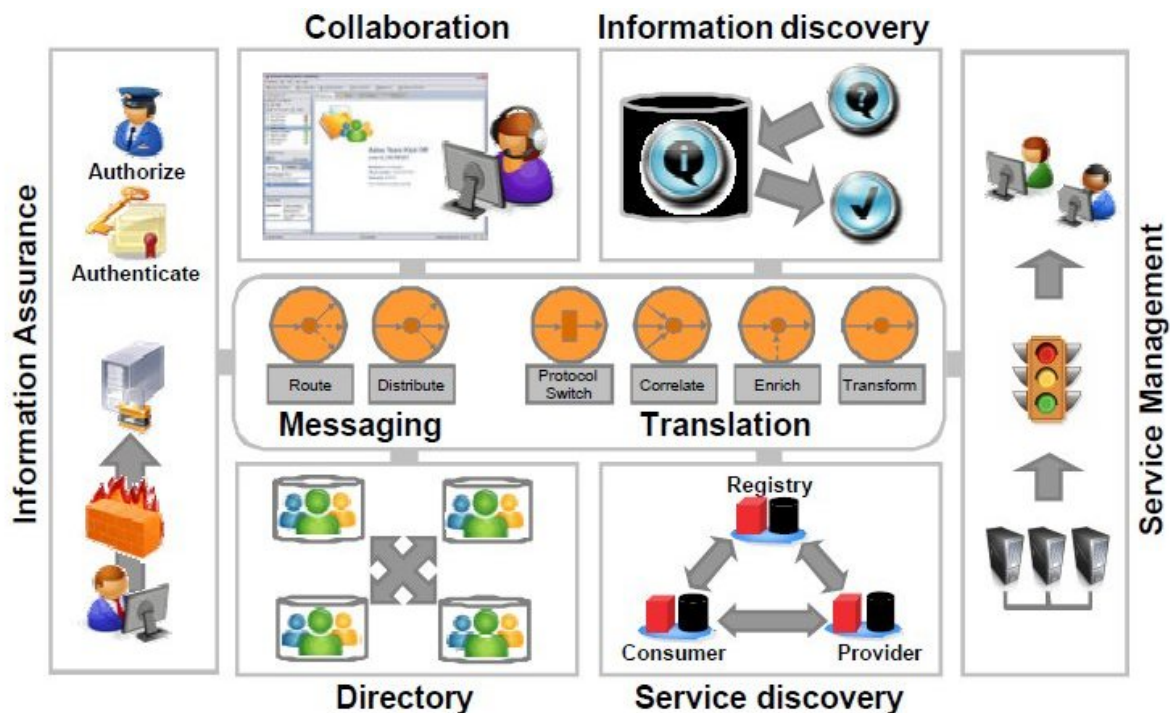 Collaboration
Information discovery
Information Assurance
Authorize
Authenticate
Route
Distribute
Protocol
Switch
Correlate
Enrich
Transform
Messaging
Translation
Service Management
Registry
Consumer
Provider
Directory
Service discovery